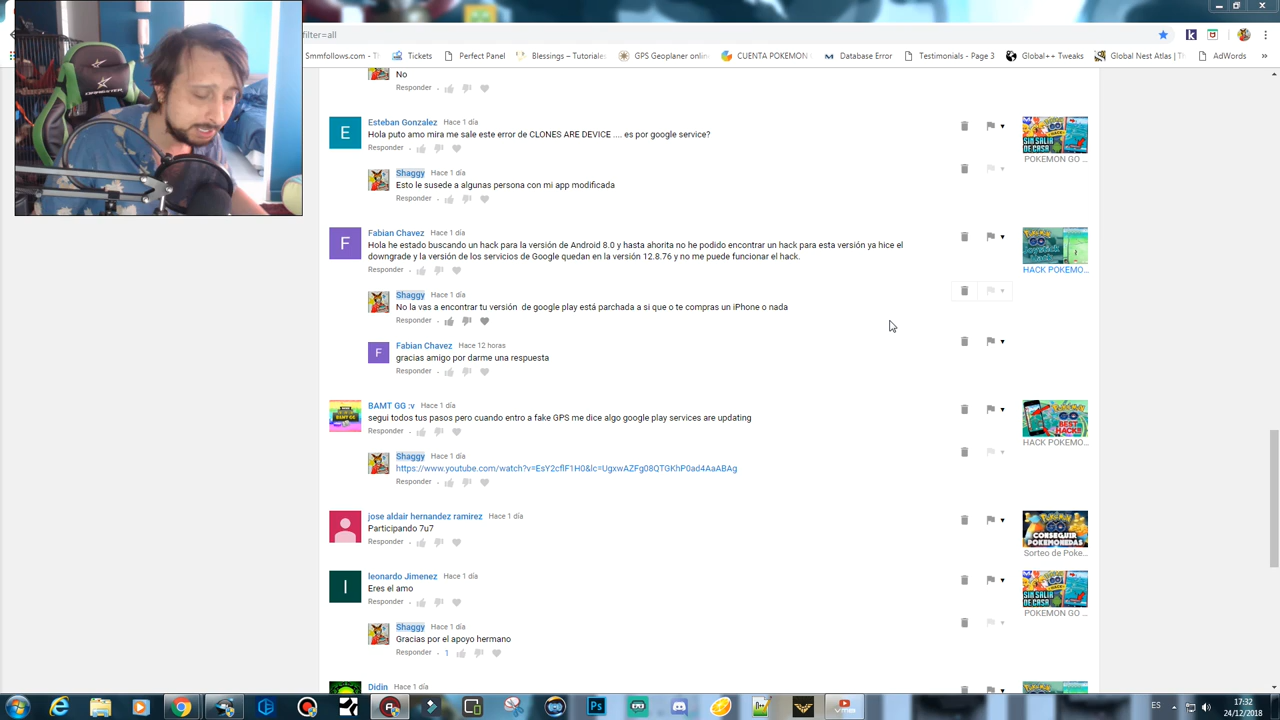 filter=all
Smmfollows.com - T
Tickets
Perfect Panel
Blessings – Tutoriale
GPS Geoplaner onlin
CUENTA POKEMON
Database Error
Testimonials - Page 3
Global++ Tweaks
Global Nest Atlas | Th
AdWords
No
Responder
Esteban Gonzalez Hace 1 día
Hola puto amo mira me sale este error de CLONES ARE DEVICE .... es por google service?
Responder
POKEMON GO ...
Shaggy Hace 1 día
Esto le susede a algunas persona con mi app modificada
Responder
Fabian Chavez Hace 1 día
Hola he estado buscando un hack para la versión de Android 8.0 y hasta ahorita no he podido encontrar un hack para esta versión ya hice el
downgrade y la versión de los servicios de Google quedan en la versión 12.8.76 y no me puede funcionar el hack.
Responder
HACK POKEMO...
Shaggy Hace 1 día
No la vas a encontrar tu versión de google play está parchada a si que o te compras un iPhone o nada
Responder
Fabian Chavez Hace 12 horas
gracias amigo por darme una respuesta
Responder
BAMT GG :v Hace 1 día
segui todos tus pasos pero cuando entro a fake GPS me dice algo google play services are updating
Responder
HACK POKEMO...
Shaggy Hace 1 día
https://www.youtube.com/watch?v=EsY2cflF1H0&lc=UgxwAZFg08QTGKhP0ad4AaABAg
Responder
jose aldair hernandez ramirez Hace 1 día
Participando 7u7
Responder
CONSEGUIR
POKEMONEDAS
Sorteo de Poke...
leonardo Jimenez Hace 1 día
Eres el amo
Responder
SIN SALIR
DE CASA
POKEMON GO ...
Shaggy Hace 1 día
Gracias por el apoyo hermano
Responder 1
Didin Hace 1 día
ES
17:32
24/12/2018